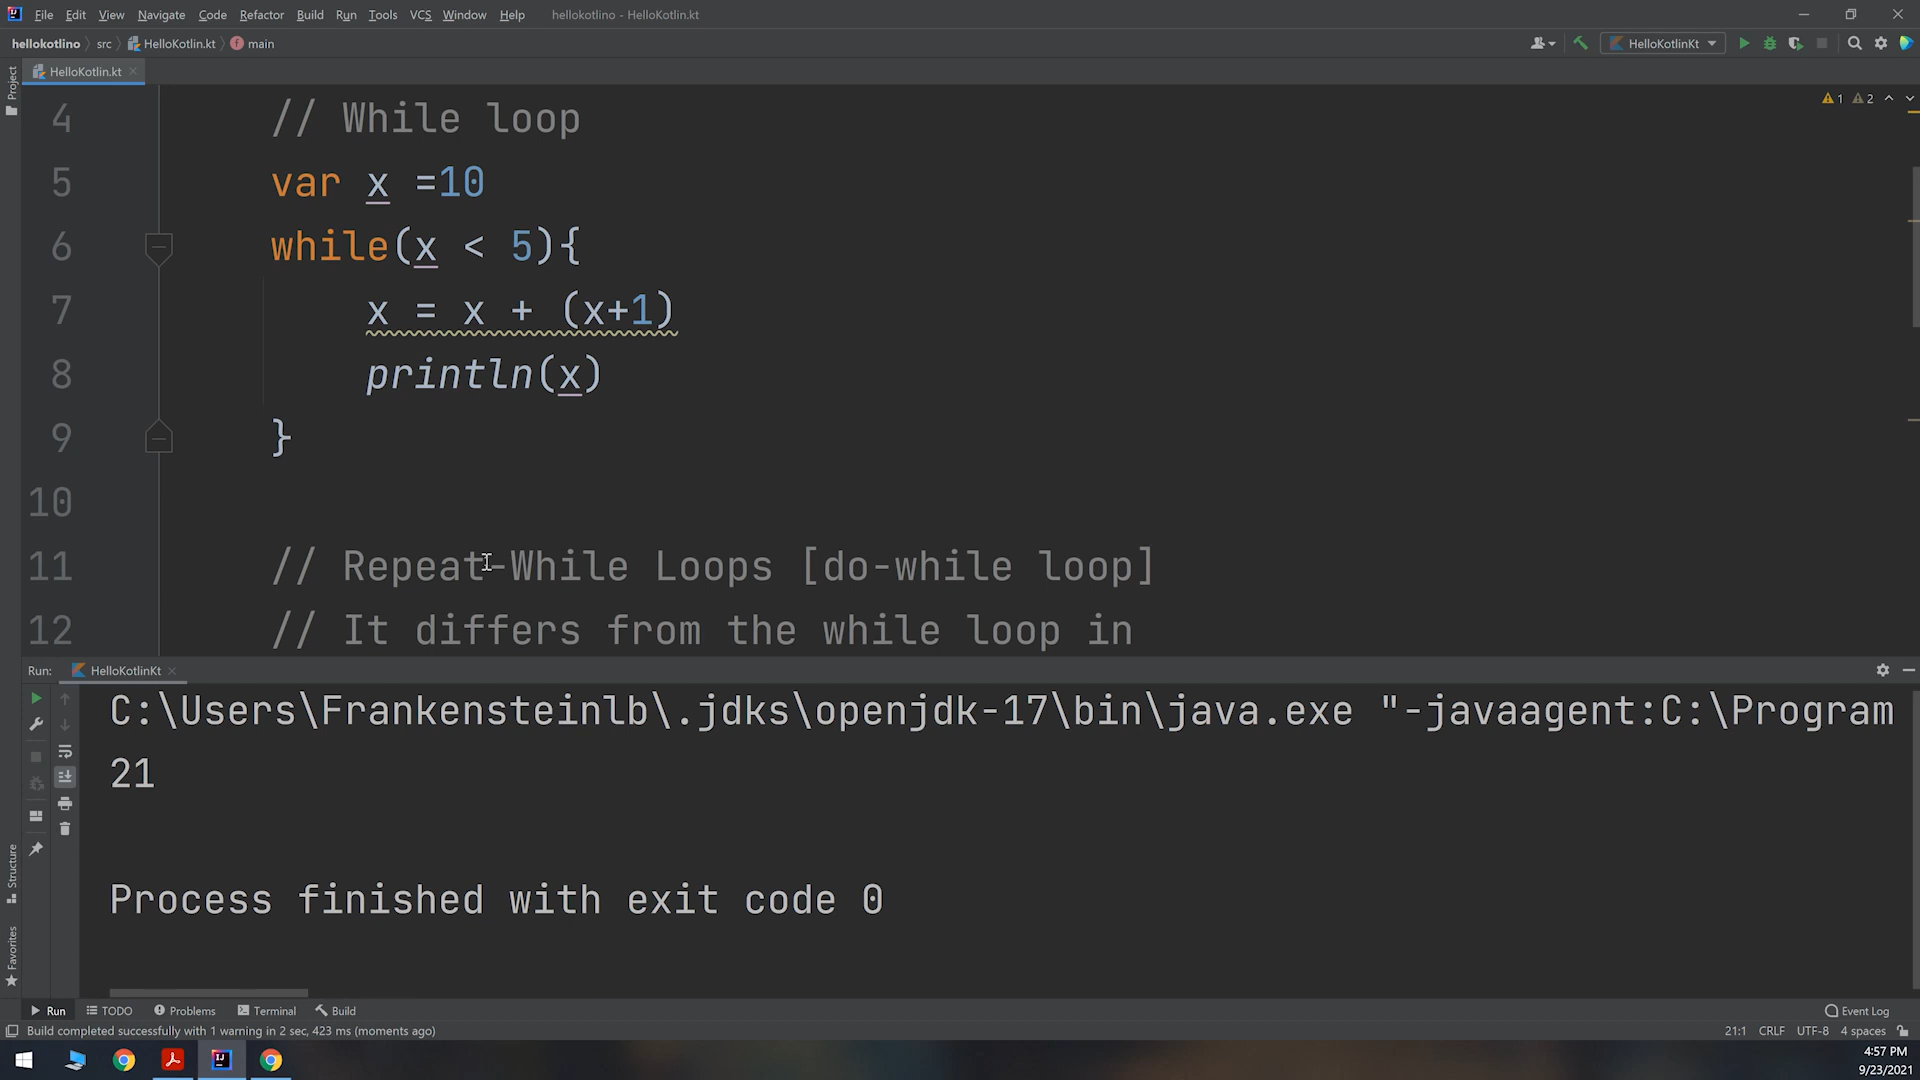 File Edit View Navigate Code Refactor Build Run Tools VCS Window Help hellokotlino - HelloKotlin.kt
hellokotlino src HelloKotlin.kt main HelloKotlinKt
HelloKotlin.kt
Project
1 2
4 // While loop
5 var x =10
6 while(x < 5){
7 x = x + (x+1)
8 println(x)
9 }
10
11 // Repeat-While Loops [do-while loop]
12 // It differs from the while loop in
Run: HelloKotlinKt
C:\Users\Frankensteinlb\.jdks\openjdk-17\bin\java.exe "-javaagent:C:\Program
21
Process finished with exit code 0
Structure
Favorites
Run TODO Problems Terminal Build Event Log
Build completed successfully with 1 warning in 2 sec, 423 ms (moments ago) 21:1 CRLF UTF-8 4 spaces
4:57 PM
9/23/2021